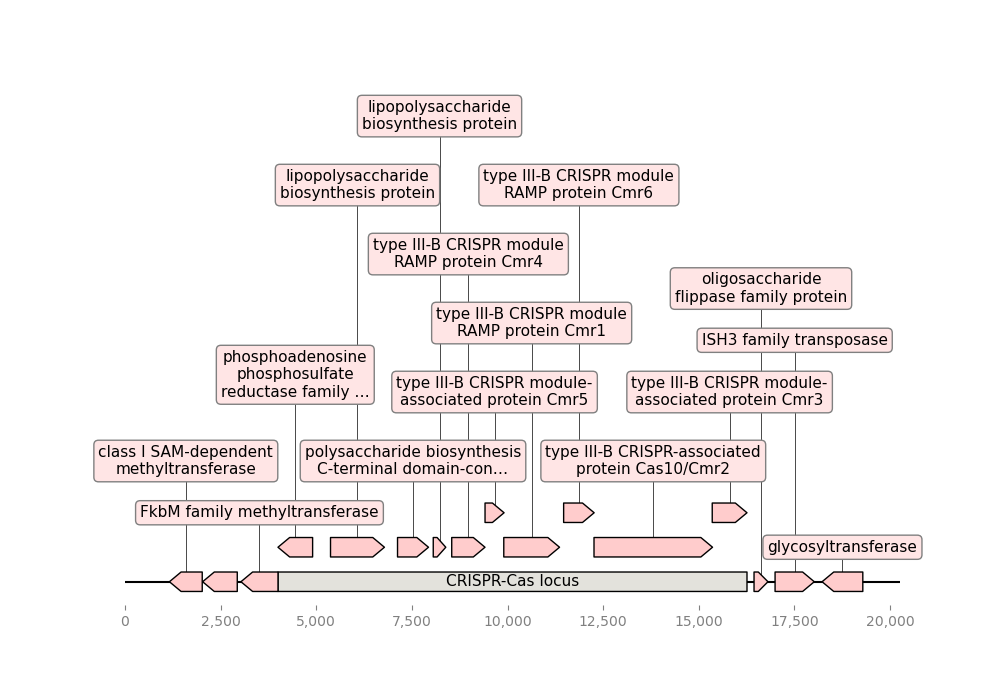 lipopolysaccharide
biosynthesis protein
lipopolysaccharide
biosynthesis protein
type III-B CRISPR module
RAMP protein Cmr6
type III-B CRISPR module
RAMP protein Cmr4
oligosaccharide
flippase family protein
type III-B CRISPR module
RAMP protein Cmr1
ISH3 family transposase
phosphoadenosine
phosphosulfate
reductase family ...
type III-B CRISPR module-
associated protein Cmr5
type III-B CRISPR module-
associated protein Cmr3
class I SAM-dependent
methyltransferase
polysaccharide biosynthesis
C-terminal domain-con...
type III-B CRISPR-associated
protein Cas10/Cmr2
FkbM family methyltransferase
glycosyltransferase
CRISPR-Cas locus
0 2,500 5,000 7,500 10,000 12,500 15,000 17,500 20,000